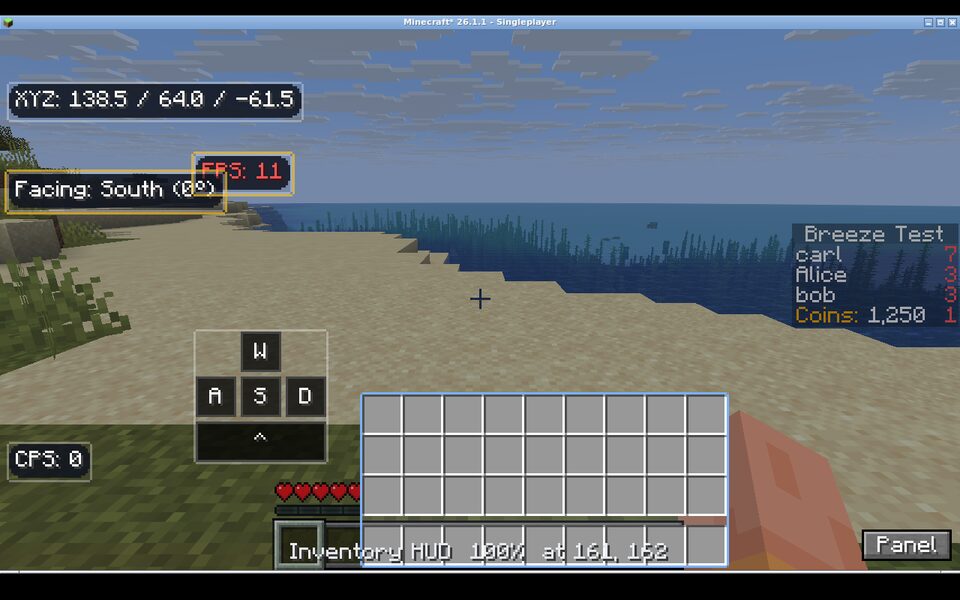 Minecraft* 26.1.1 - Singleplayer
XYZ: 138.5 / 64.0 / -61.5
FPS: 11
Facing: South (0°)
Breeze Test
carl 7
Alice 3
bob 3
Coins: 1,250 1
W
A S D
^
CPS: 0
Inventory HUD 100% at 161, 162
Panel